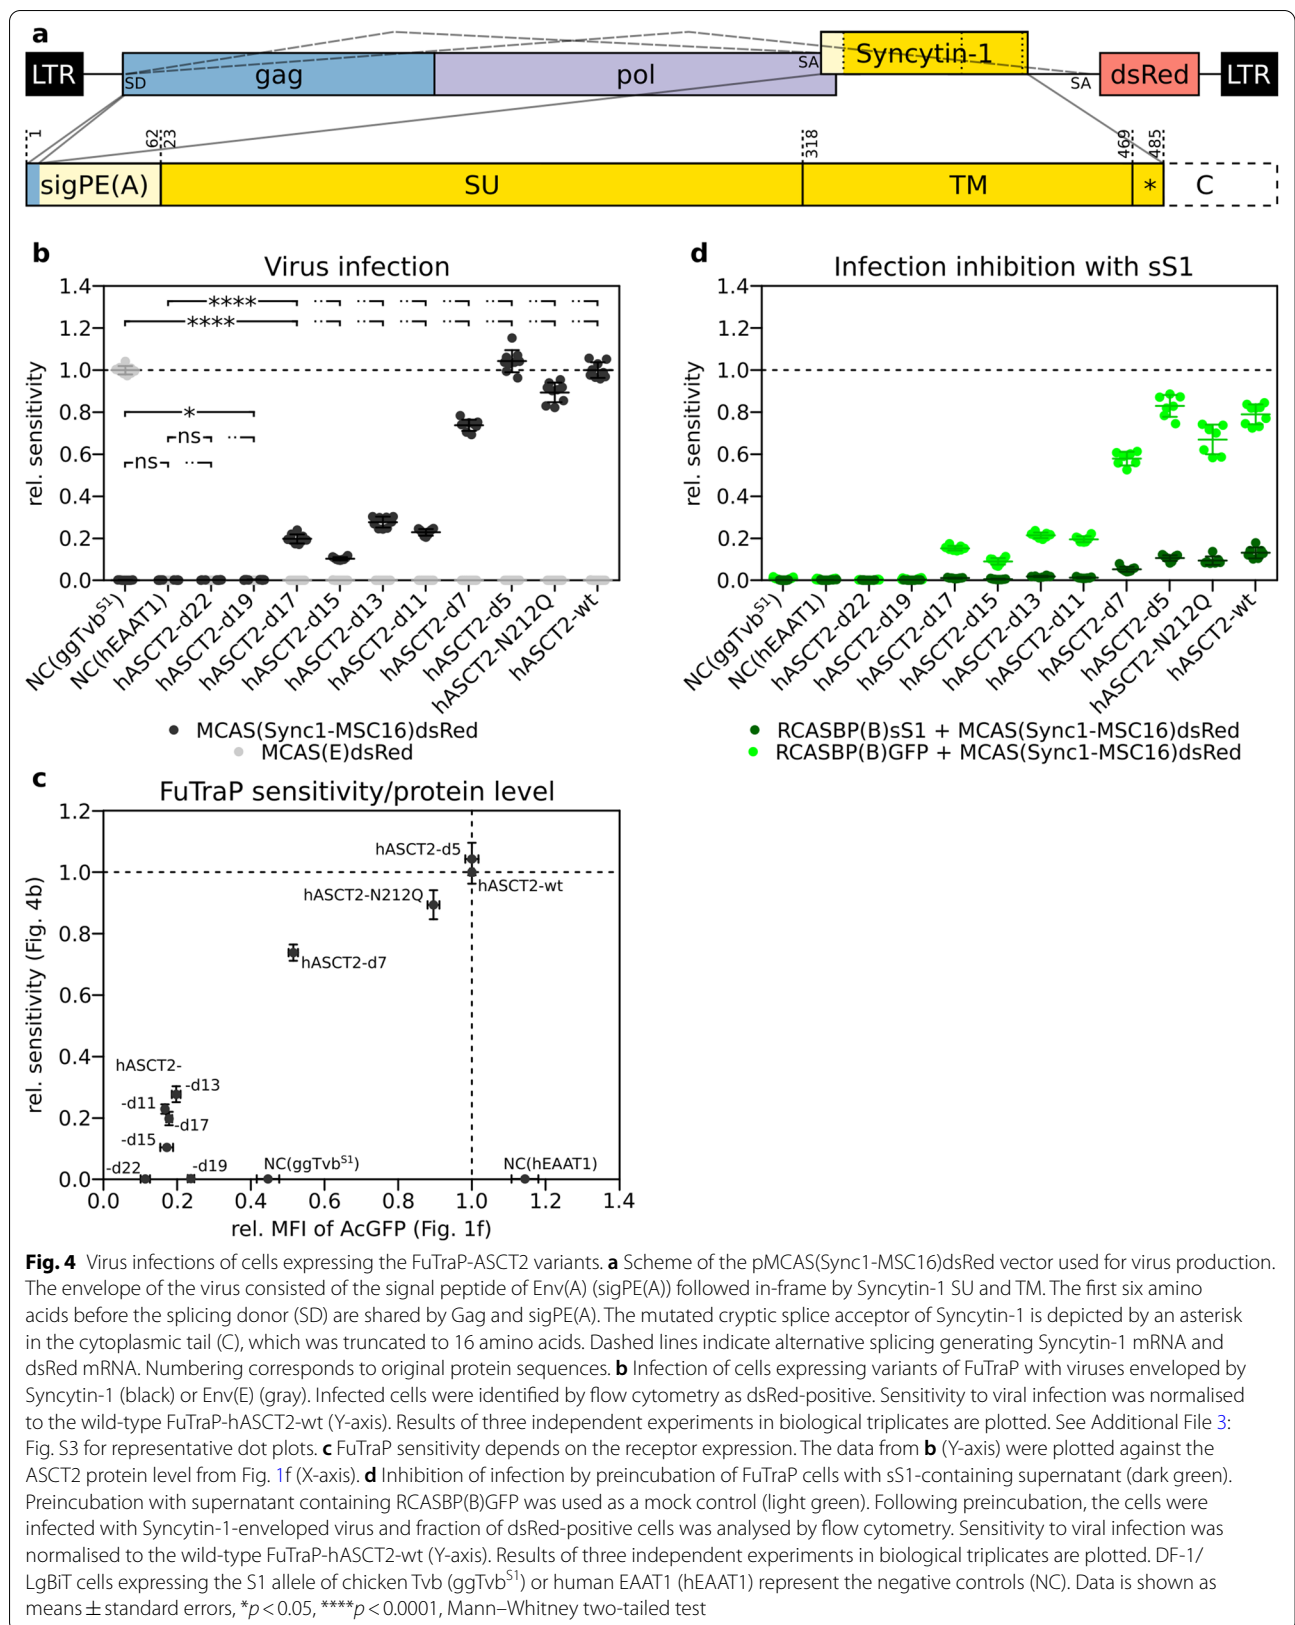 a
LTR
SD
gag
pol
SA
Syncytin-1
SA
dsRed
LTR
1
62
23
318
469
485
sigPE(A)
SU
TM
*
C
b
Virus infection
rel. sensitivity
1.4
1.2
1.0
0.8
0.6
0.4
0.2
0.0
****
****
*
ns
ns
NC(ggTvbS1)
NC(hEAAT1)
hASCT2-d22
hASCT2-d19
hASCT2-d17
hASCT2-d15
hASCT2-d13
hASCT2-d11
hASCT2-d7
hASCT2-d5
hASCT2-N212Q
hASCT2-wt
MCAS(Sync1-MSC16)dsRed
MCAS(E)dsRed
d
Infection inhibition with sS1
rel. sensitivity
1.4
1.2
1.0
0.8
0.6
0.4
0.2
0.0
NC(ggTvbS1)
NC(hEAAT1)
hASCT2-d22
hASCT2-d19
hASCT2-d17
hASCT2-d15
hASCT2-d13
hASCT2-d11
hASCT2-d7
hASCT2-d5
hASCT2-N212Q
hASCT2-wt
RCASBP(B)sS1 + MCAS(Sync1-MSC16)dsRed
RCASBP(B)GFP + MCAS(Sync1-MSC16)dsRed
c
FuTraP sensitivity/protein level
rel. sensitivity (Fig. 4b)
1.2
1.0
0.8
0.6
0.4
0.2
0.0
hASCT2-d5
hASCT2-wt
hASCT2-N212Q
hASCT2-d7
hASCT2-
-d13
-d11
-d17
-d15
-d22
-d19
NC(ggTvbS1)
NC(hEAAT1)
0.0 0.2 0.4 0.6 0.8 1.0 1.2 1.4
rel. MFI of AcGFP (Fig. 1f)
Fig. 4 Virus infections of cells expressing the FuTraP-ASCT2 variants. a Scheme of the pMCAS(Sync1-MSC16)dsRed vector used for virus production.
The envelope of the virus consisted of the signal peptide of Env(A) (sigPE(A)) followed in-frame by Syncytin-1 SU and TM. The first six amino
acids before the splicing donor (SD) are shared by Gag and sigPE(A). The mutated cryptic splice acceptor of Syncytin-1 is depicted by an asterisk
in the cytoplasmic tail (C), which was truncated to 16 amino acids. Dashed lines indicate alternative splicing generating Syncytin-1 mRNA and
dsRed mRNA. Numbering corresponds to original protein sequences. b Infection of cells expressing variants of FuTraP with viruses enveloped by
Syncytin-1 (black) or Env(E) (gray). Infected cells were identified by flow cytometry as dsRed-positive. Sensitivity to viral infection was normalised
to the wild-type FuTraP-hASCT2-wt (Y-axis). Results of three independent experiments in biological triplicates are plotted. See Additional File 3:
Fig. S3 for representative dot plots. c FuTraP sensitivity depends on the receptor expression. The data from b (Y-axis) were plotted against the
ASCT2 protein level from Fig. 1f (X-axis). d Inhibition of infection by preincubation of FuTraP cells with sS1-containing supernatant (dark green).
Preincubation with supernatant containing RCASBP(B)GFP was used as a mock control (light green). Following preincubation, the cells were
infected with Syncytin-1-enveloped virus and fraction of dsRed-positive cells was analysed by flow cytometry. Sensitivity to viral infection was
normalised to the wild-type FuTraP-hASCT2-wt (Y-axis). Results of three independent experiments in biological triplicates are plotted. DF-1/
LgBiT cells expressing the S1 allele of chicken Tvb (ggTvbS1) or human EAAT1 (hEAAT1) represent the negative controls (NC). Data is shown as
means ± standard errors, *p < 0.05, ****p < 0.0001, Mann–Whitney two-tailed test